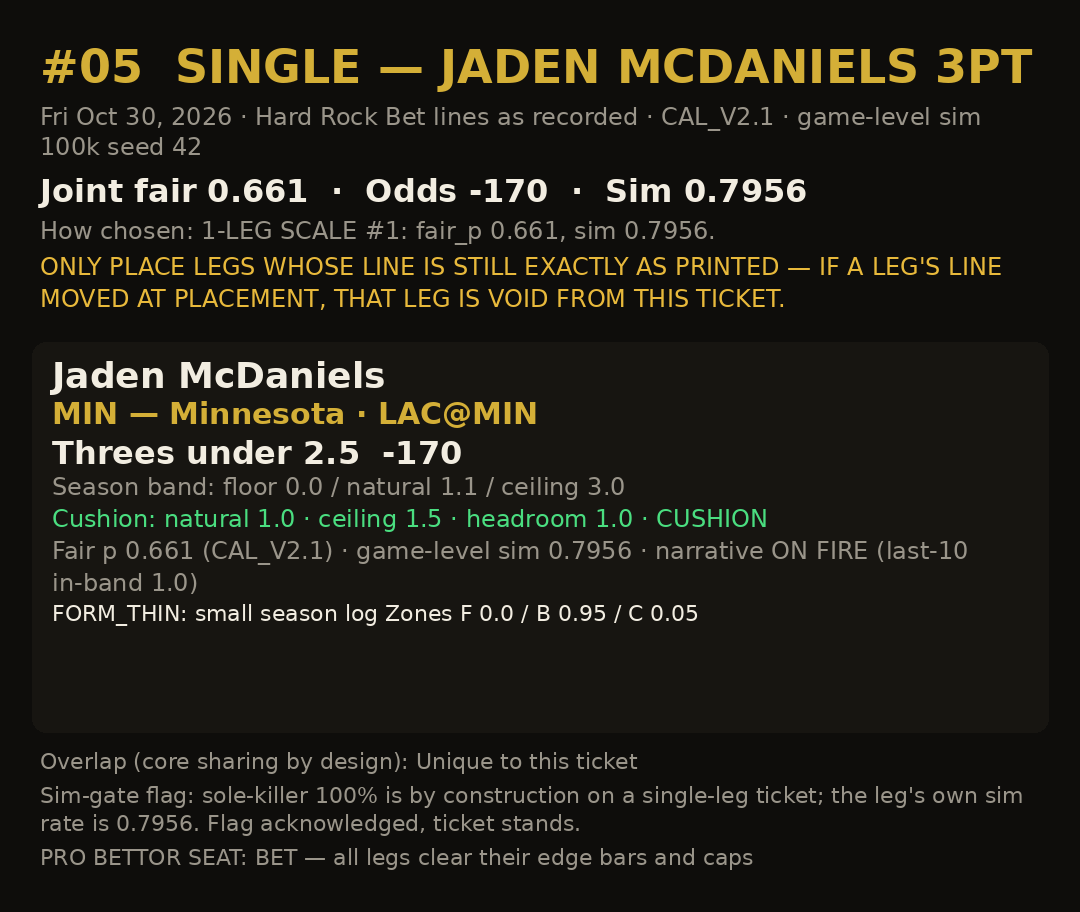 #05 SINGLE — JADEN MCDANIELS 3PT
Fri Oct 30, 2026 · Hard Rock Bet lines as recorded · CAL_V2.1 · game-level sim
100k seed 42
Joint fair 0.661 · Odds -170 · Sim 0.7956
How chosen: 1-LEG SCALE #1: fair_p 0.661, sim 0.7956.
ONLY PLACE LEGS WHOSE LINE IS STILL EXACTLY AS PRINTED — IF A LEG'S LINE
MOVED AT PLACEMENT, THAT LEG IS VOID FROM THIS TICKET.
Jaden McDaniels
MIN — Minnesota · LAC@MIN
Threes under 2.5 -170
Season band: floor 0.0 / natural 1.1 / ceiling 3.0
Cushion: natural 1.0 · ceiling 1.5 · headroom 1.0 · CUSHION
Fair p 0.661 (CAL_V2.1) · game-level sim 0.7956 · narrative ON FIRE (last-10
in-band 1.0)
FORM_THIN: small season log Zones F 0.0 / B 0.95 / C 0.05
Overlap (core sharing by design): Unique to this ticket
Sim-gate flag: sole-killer 100% is by construction on a single-leg ticket; the leg's own sim
rate is 0.7956. Flag acknowledged, ticket stands.
PRO BETTOR SEAT: BET — all legs clear their edge bars and caps